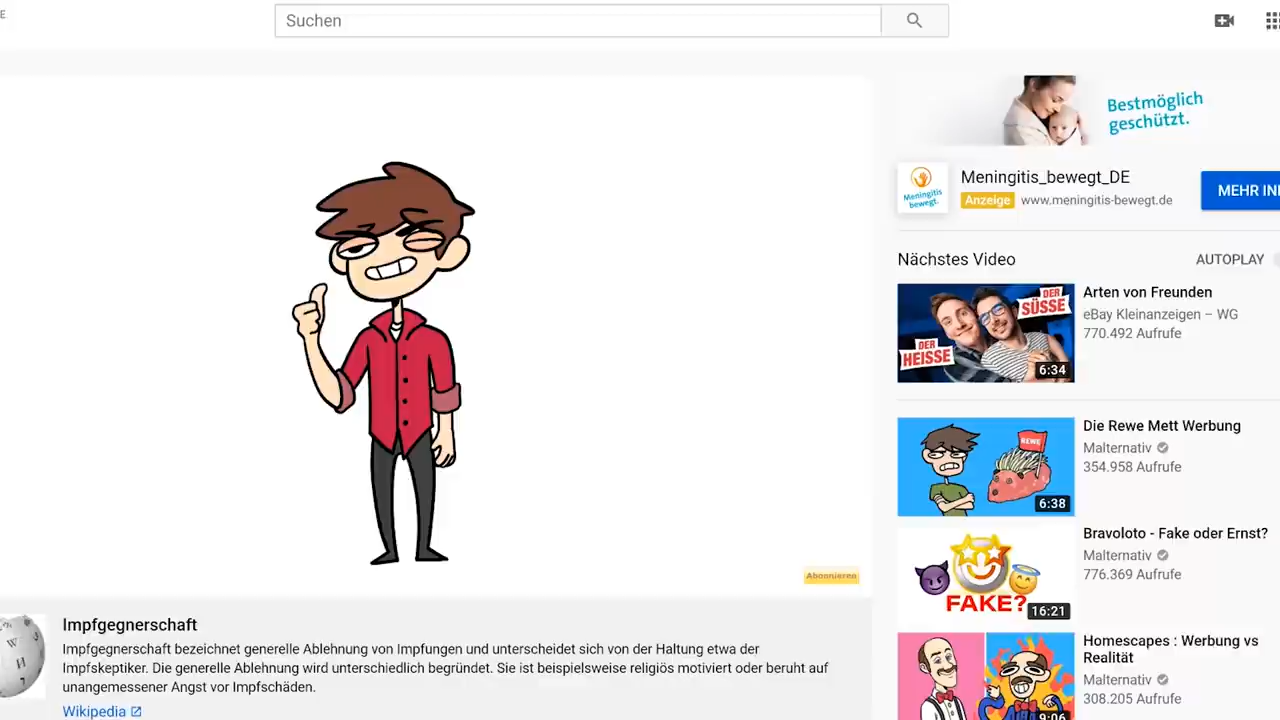 E
Suchen
Bestmöglich
geschützt.
Meningitis
bewegt.
Meningitis_bewegt_DE
Anzeige www.meningitis-bewegt.de
MEHR IN
Nächstes Video
AUTOPLAY
DER
SÜSSE
DER
HEISSE
6:34
Arten von Freunden
eBay Kleinanzeigen – WG
770.492 Aufrufe
REWE
6:38
Die Rewe Mett Werbung
Malternativ
354.958 Aufrufe
FAKE?
16:21
Bravoloto - Fake oder Ernst?
Malternativ
776.369 Aufrufe
9:06
Homescapes : Werbung vs
Realität
Malternativ
308.205 Aufrufe
Abonnieren
Impfgegnerschaft
Impfgegnerschaft bezeichnet generelle Ablehnung von Impfungen und unterscheidet sich von der Haltung etwa der
Impfskeptiker. Die generelle Ablehnung wird unterschiedlich begründet. Sie ist beispielsweise religiös motiviert oder beruht auf
unangemessener Angst vor Impfschäden.
Wikipedia